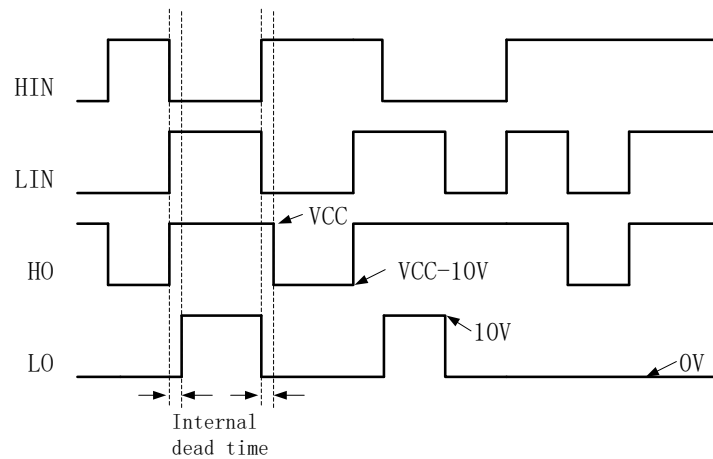 HIN
LIN
VCC
HO
VCC-10V
10V
LO
0V
Internal
dead time